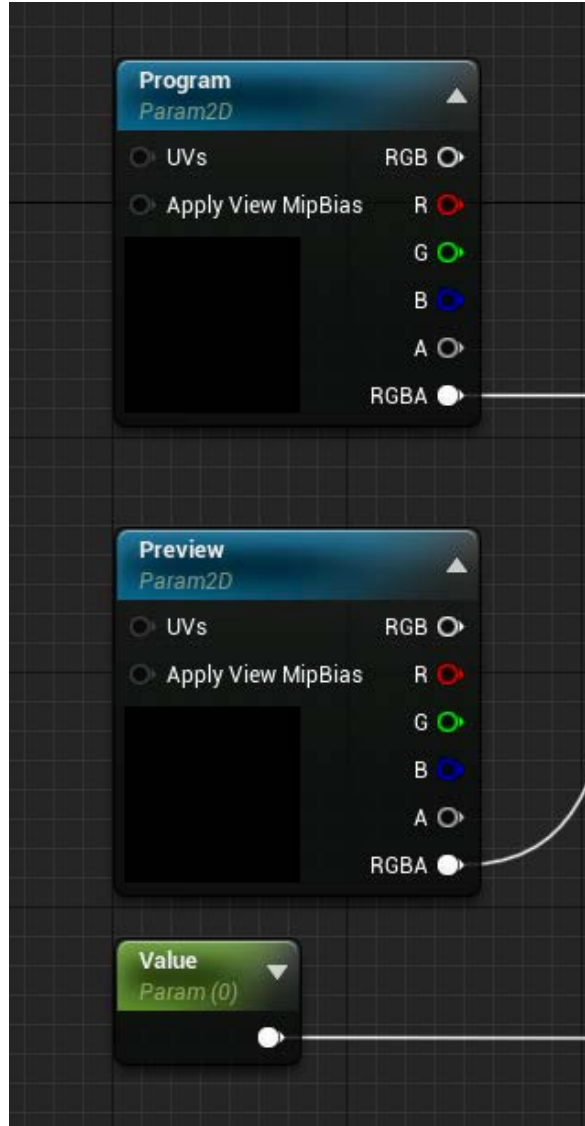 Program
Param2D
UVs RGB
Apply View MipBias R
G
B
A
RGBA
Preview
Param2D
UVs RGB
Apply View MipBias R
G
B
A
RGBA
Value
Param (0)